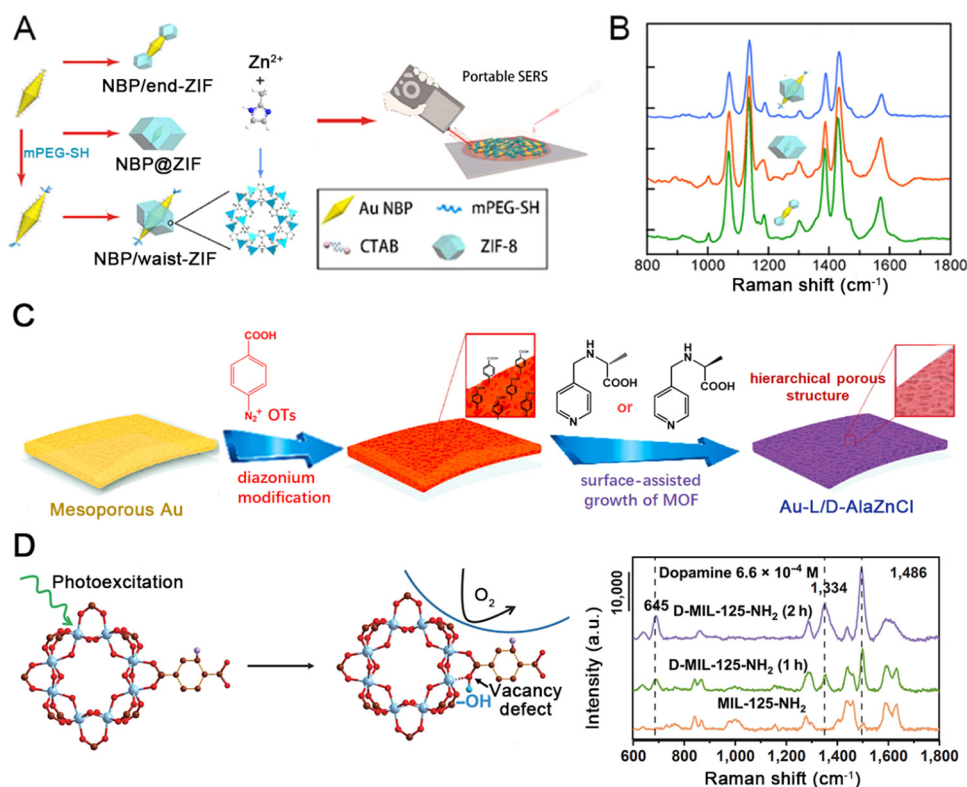 A
NBP/end-ZIF
NBP@ZIF
mPEG-SH
NBP/waist-ZIF
Zn²⁺
+
Portable SERS
Au NBP
mPEG-SH
CTAB
ZIF-8
B
800 1000 1200 1400 1600 1800
Raman shift (cm⁻¹)
C
Mesoporous Au
COOH
N₂⁺ OTs
diazonium
modification
H
N
COOH
N
or
H
N
COOH
N
surface-assisted
growth of MOF
hierarchical porous
structure
Au-L/D-AlaZnCl
D
Photoexcitation
O₂
Vacancy
defect
-OH
Intensity (a.u.)
10,000
Dopamine 6.6 × 10⁻⁴ M
645
1,334
1,486
D-MIL-125-NH₂ (2 h)
D-MIL-125-NH₂ (1 h)
MIL-125-NH₂
600 800 1,000 1,200 1,400 1,600 1,800
Raman shift (cm⁻¹)